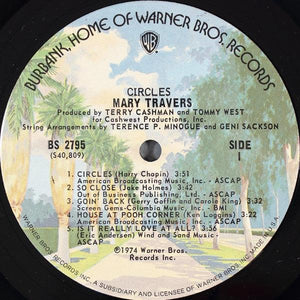 BURBANK, HOME OF WARNER BROS. RECORDS
WB
CIRCLES
MARY TRAVERS
Produced by TERRY CASHMAN and TOMMY WEST
for Cashwest Productions, Inc.
String Arrangements by TERENCE P. MINOGUE and GENI SACKSON
BS 2795
(S40,809)
SIDE
1
1. CIRCLES (Harry Chapin) 3:51
American Broadcasting Music, Inc. - ASCAP
2. SO CLOSE (Jake Holmes) 3:42
Out of Business Publishing, Ltd. - ASCAP
3. GOIN' BACK (Gerry Goffin and Carole King) 3:32
Screen Gems-Columbia Music, Inc. - BMI
4. HOUSE AT POOH CORNER (Ken Loggins) 3:22
American Broadcasting Music, Inc. - ASCAP
5. IS IT REALLY LOVE AT ALL? 3:56
(Eric Andersen) Wind and Sand Music -
ASCAP
©1974 Warner Bros.
Records Inc.
WARNER BROS. RECORDS INC., A SUBSIDIARY AND LICENSEE OF WARNER BROS. INC. MADE IN U.S.A.